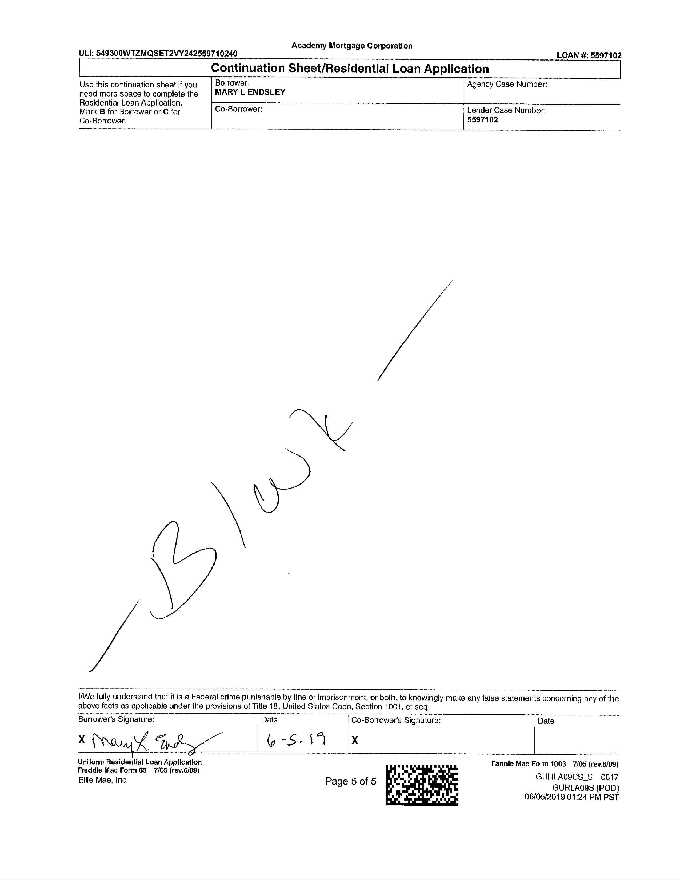 Academy Mortgage Corporation
ULI: 549300WTZMQSET2VY242559710240
LOAN #: 5597102
Continuation Sheet/Residential Loan Application
Use this continuation sheet if you
need more space to complete the
Residential Loan Application.
Mark B for Borrower or C for
Co-Borrower.
Borrower:
MARY L ENDSLEY
Agency Case Number:
Co-Borrower:
Lender Case Number:
5597102
- Blank -
I/We fully understand that it is a Federal crime punishable by fine or imprisonment, or both, to knowingly make any false statements concerning any of the
above facts as applicable under the provisions of Title 18, United States Code, Section 1001, et seq.
Borrower's Signature:
Date
Co-Borrower's Signature:
Date
X Mary L Endsley
6-5-19
X
Uniform Residential Loan Application
Freddie Mac Form 65 7/05 (rev.6/09)
Ellie Mae, Inc.
Page 5 of 5
Fannie Mae Form 1003 7/05 (rev.6/09)
GURLA09S (POD)
06/05/2019 01:24 PM PST